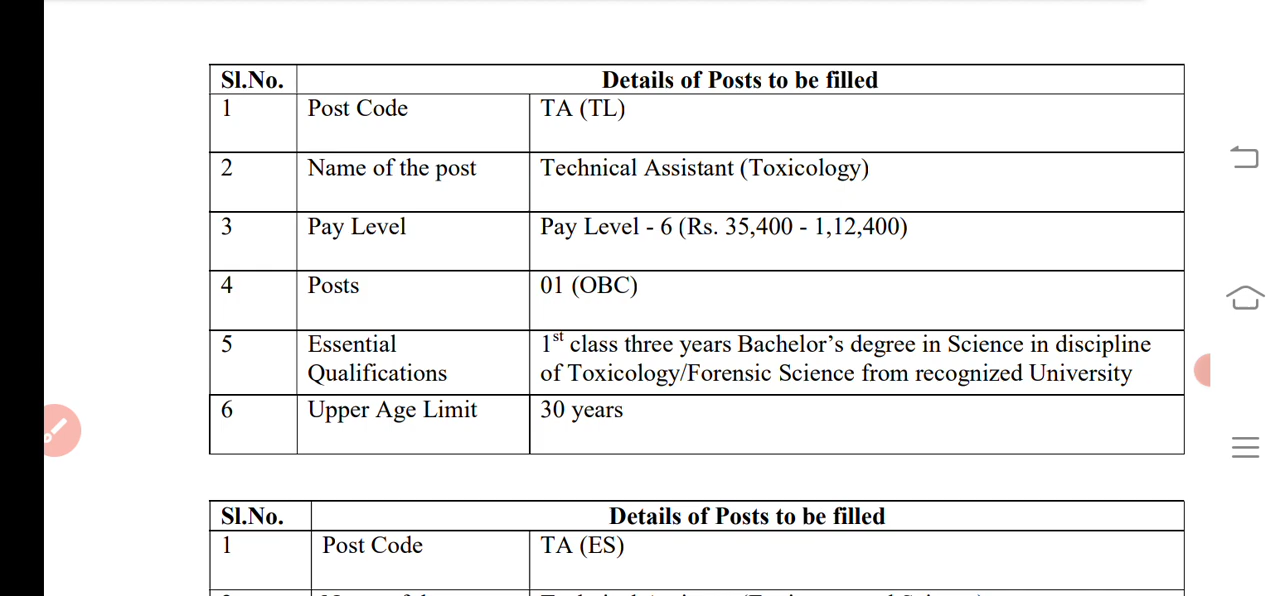 Sl.No. Details of Posts to be filled
1 Post Code TA (TL)
2 Name of the post Technical Assistant (Toxicology)
3 Pay Level Pay Level - 6 (Rs. 35,400 - 1,12,400)
4 Posts 01 (OBC)
5 Essential 1st class three years Bachelor’s degree in Science in discipline
Qualifications of Toxicology/Forensic Science from recognized University
6 Upper Age Limit 30 years
Sl.No. Details of Posts to be filled
1 Post Code TA (ES)